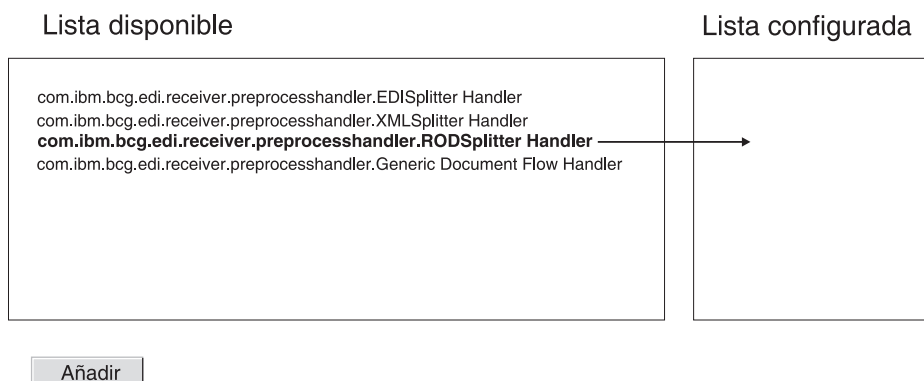 Lista disponible
Lista configurada
com.ibm.bcg.edi.receiver.preprocesshandler.EDISplitter Handler
com.ibm.bcg.edi.receiver.preprocesshandler.XMLSplitter Handler
com.ibm.bcg.edi.receiver.preprocesshandler.RODSplitter Handler
com.ibm.bcg.edi.receiver.preprocesshandler.Generic Document Flow Handler
Añadir